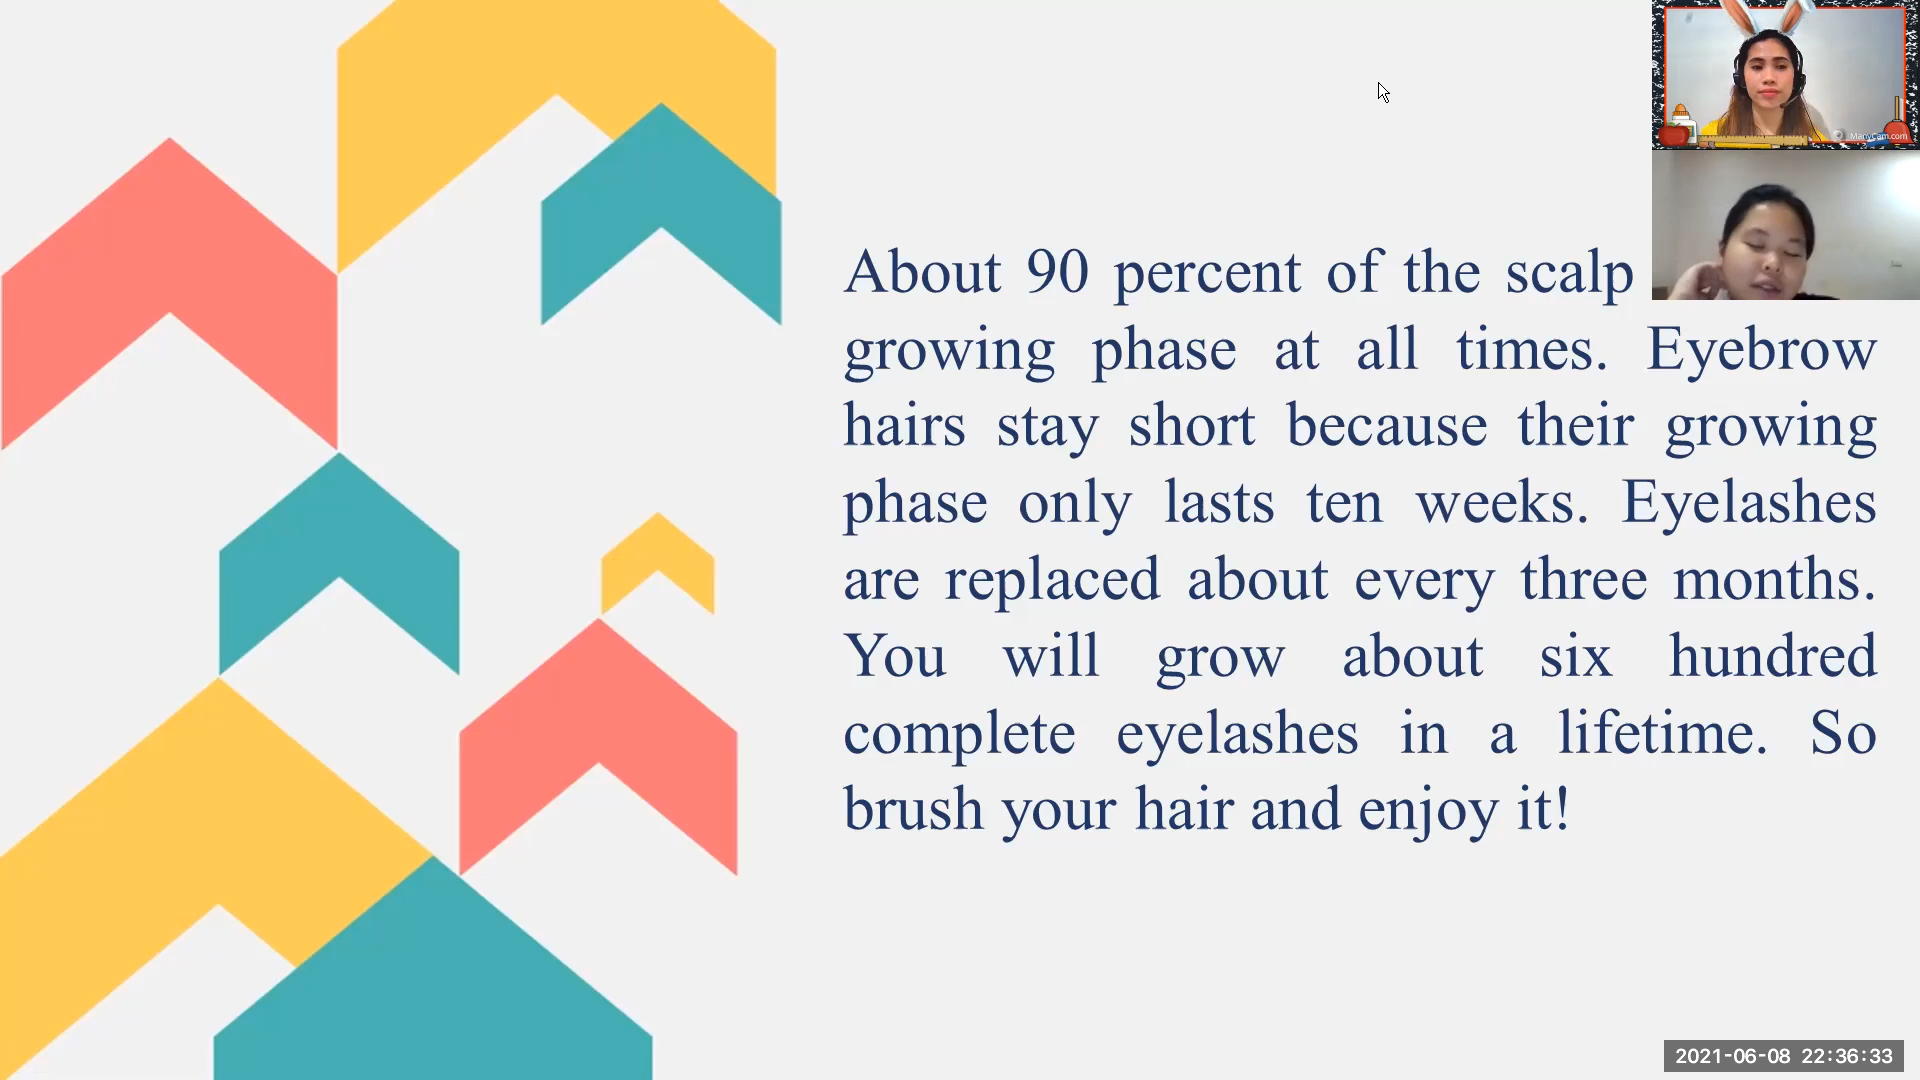 ManyCam.com
About 90 percent of the scalp
growing phase at all times. Eyebrow
hairs stay short because their growing
phase only lasts ten weeks. Eyelashes
are replaced about every three months.
You will grow about six hundred
complete eyelashes in a lifetime. So
brush your hair and enjoy it!
2021-06-08 22:36:33